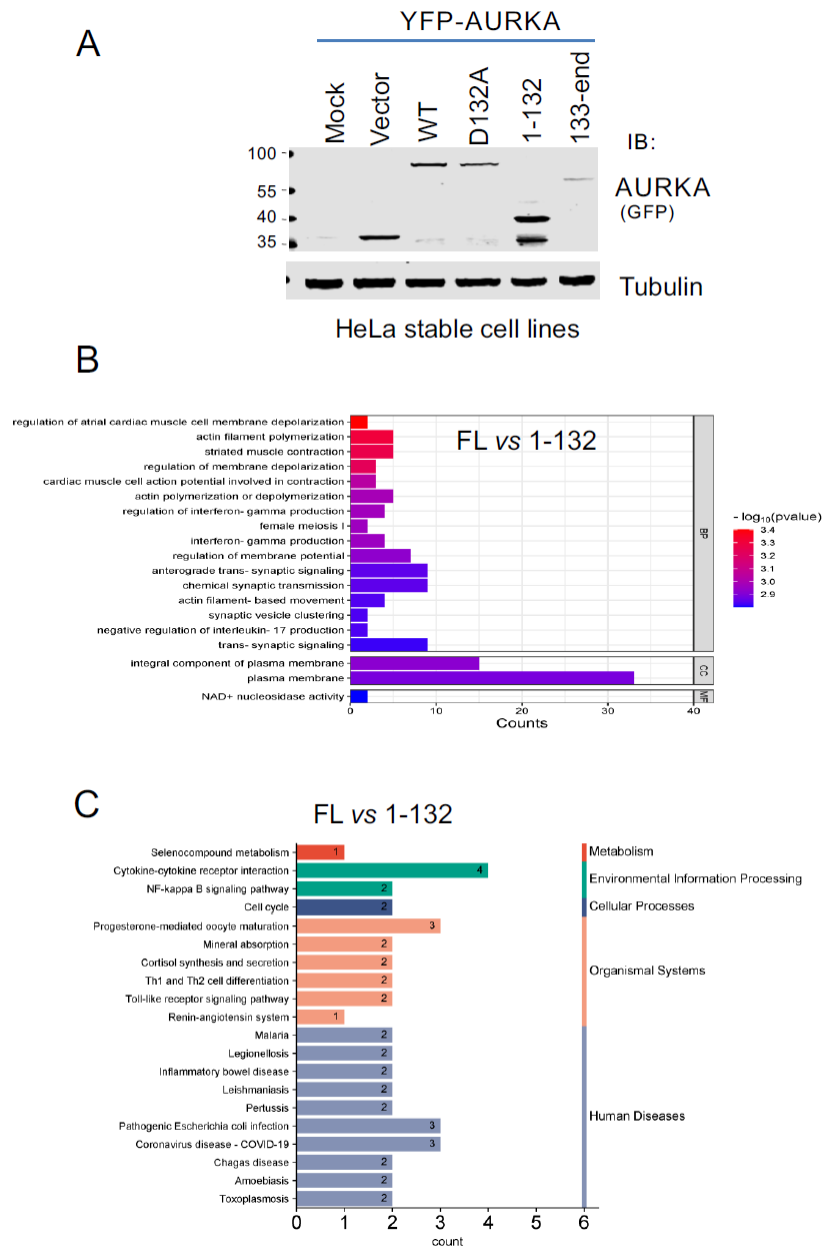 A
YFP-AURKA
Mock
Vector
WT
D132A
1-132
133-end
IB:
100
55
40
35
AURKA
(GFP)
Tubulin
HeLa stable cell lines
B
FL vs 1-132
regulation of atrial cardiac muscle cell membrane depolarization
actin filament polymerization
striated muscle contraction
regulation of membrane depolarization
cardiac muscle cell action potential involved in contraction
actin polymerization or depolymerization
regulation of interferon- gamma production
female meiosis I
interferon- gamma production
regulation of membrane potential
anterograde trans- synaptic signaling
chemical synaptic transmission
actin filament- based movement
synaptic vesicle clustering
negative regulation of interleukin- 17 production
trans- synaptic signaling
integral component of plasma membrane
plasma membrane
NAD+ nucleosidase activity
BP
CC
MF
0 10 20 30 40
Counts
- log10(pvalue)
3.4
3.3
3.2
3.1
3.0
2.9
C
FL vs 1-132
Selenocompound metabolism 1
Cytokine-cytokine receptor interaction 4
NF-kappa B signaling pathway 2
Cell cycle 2
Progesterone-mediated oocyte maturation 3
Mineral absorption 2
Cortisol synthesis and secretion 2
Th1 and Th2 cell differentiation 2
Toll-like receptor signaling pathway 2
Renin-angiotensin system 1
Malaria 2
Legionellosis 2
Inflammatory bowel disease 2
Leishmaniasis 2
Pertussis 2
Pathogenic Escherichia coli infection 3
Coronavirus disease - COVID-19 3
Chagas disease 2
Amoebiasis 2
Toxoplasmosis 2
Metabolism
Environmental Information Processing
Cellular Processes
Organismal Systems
Human Diseases
0 1 2 3 4 5 6
count